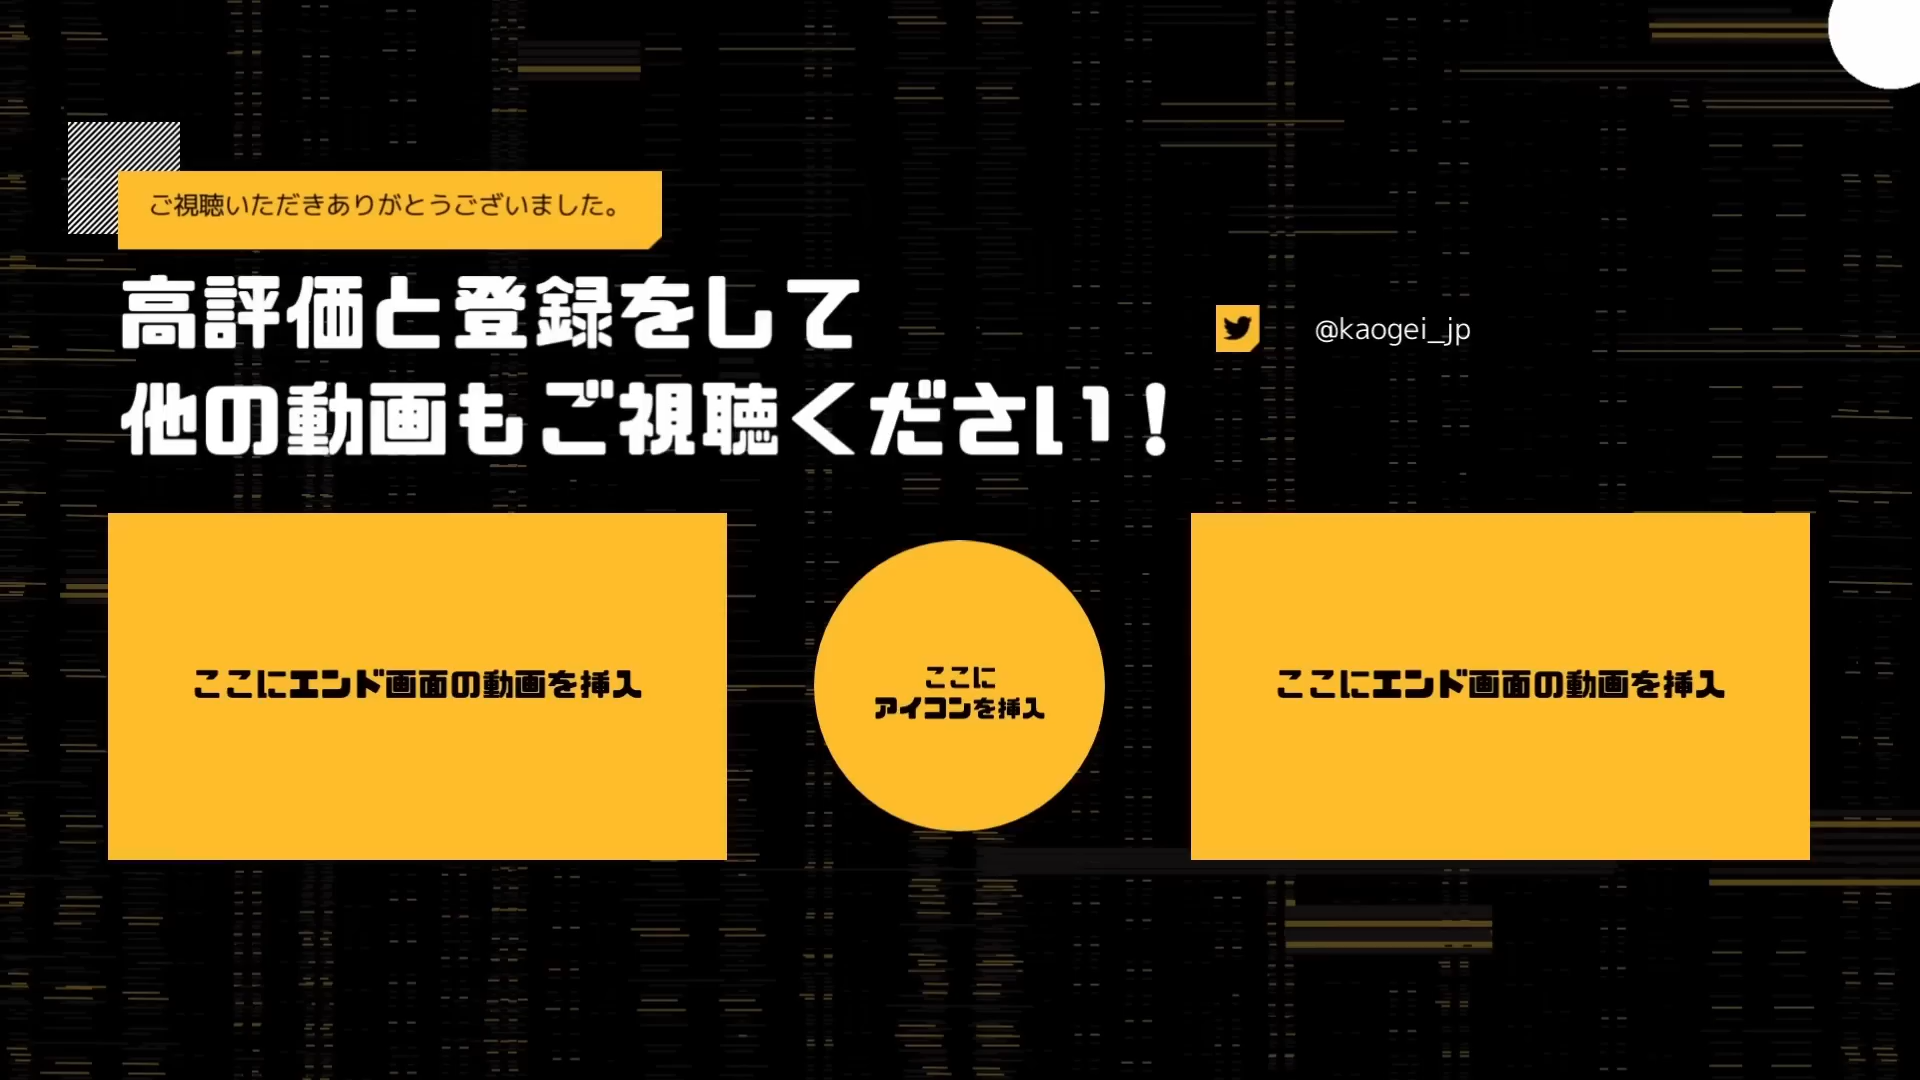 ご視聴いただきありがとうございました。
高評価と登録をして
他の動画もご視聴ください！
@kaogei_jp
ここにエンド画面の動画を挿入
ここに
アイコンを挿入
ここにエンド画面の動画を挿入